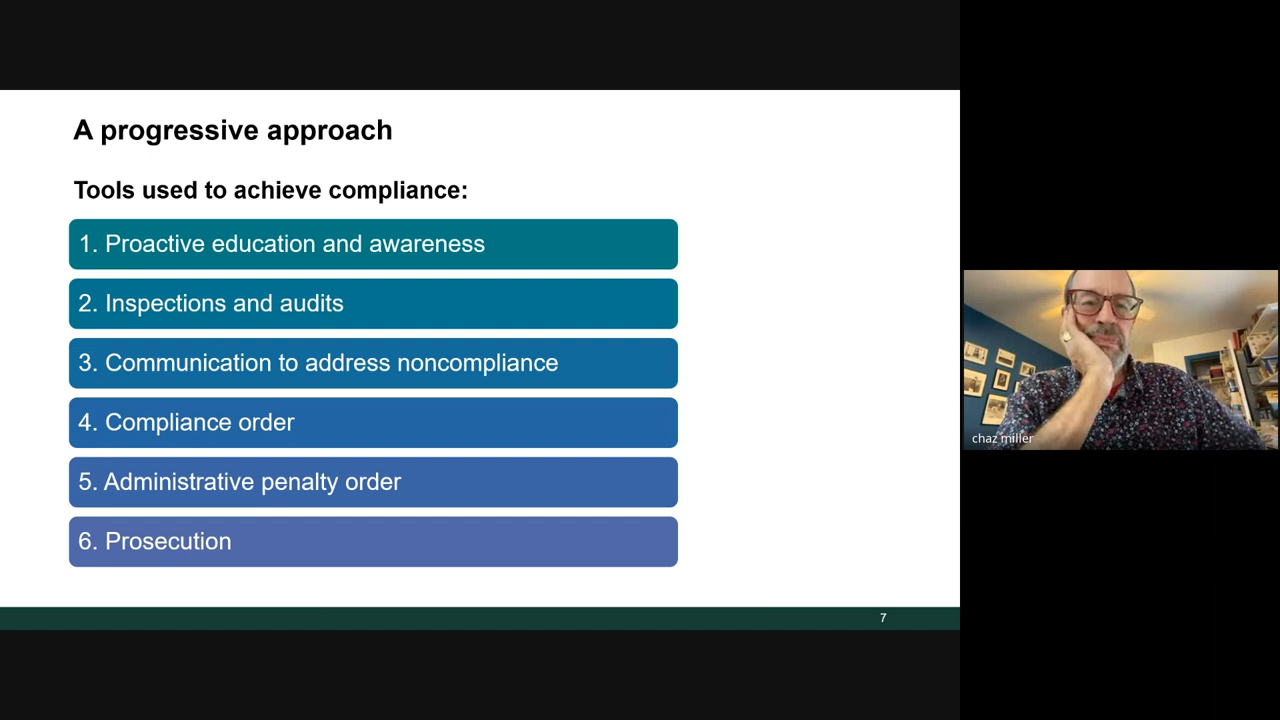 A progressive approach
Tools used to achieve compliance:
1. Proactive education and awareness
2. Inspections and audits
3. Communication to address noncompliance
4. Compliance order
5. Administrative penalty order
6. Prosecution
7
chaz miller